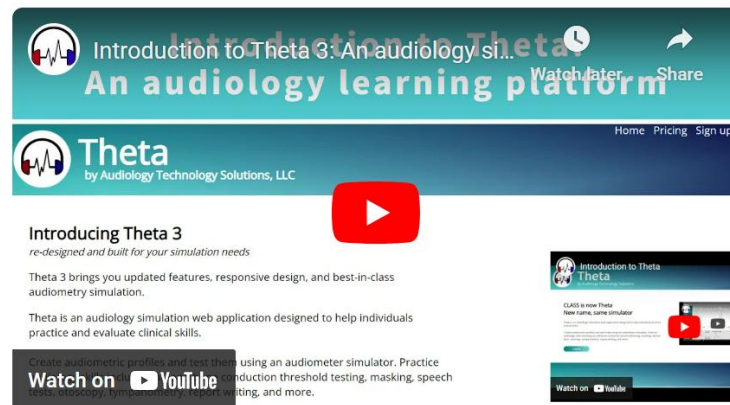 Introduction to Theta 3: An audiology si...
Introduction to Theta:
Watch later
Share
An audiology learning platform
Home Pricing Sign up
Theta
by Audiology Technology Solutions, LLC
Introducing Theta 3
re-designed and built for your simulation needs
Theta 3 brings you updated features, responsive design, and best-in-class
audiometry simulation.
Theta is an audiology simulation web application designed to help individuals
practice and evaluate clinical skills.
Create audiometric profiles and test them using an audiometer simulator. Practice
conduction threshold testing, masking, speech
tests, otoscopy, tympanometry, report writing, and more.
Watch on YouTube
Introduction to Theta
Theta
CLASS is now Theta
New name, same simulator
Watch on YouTube